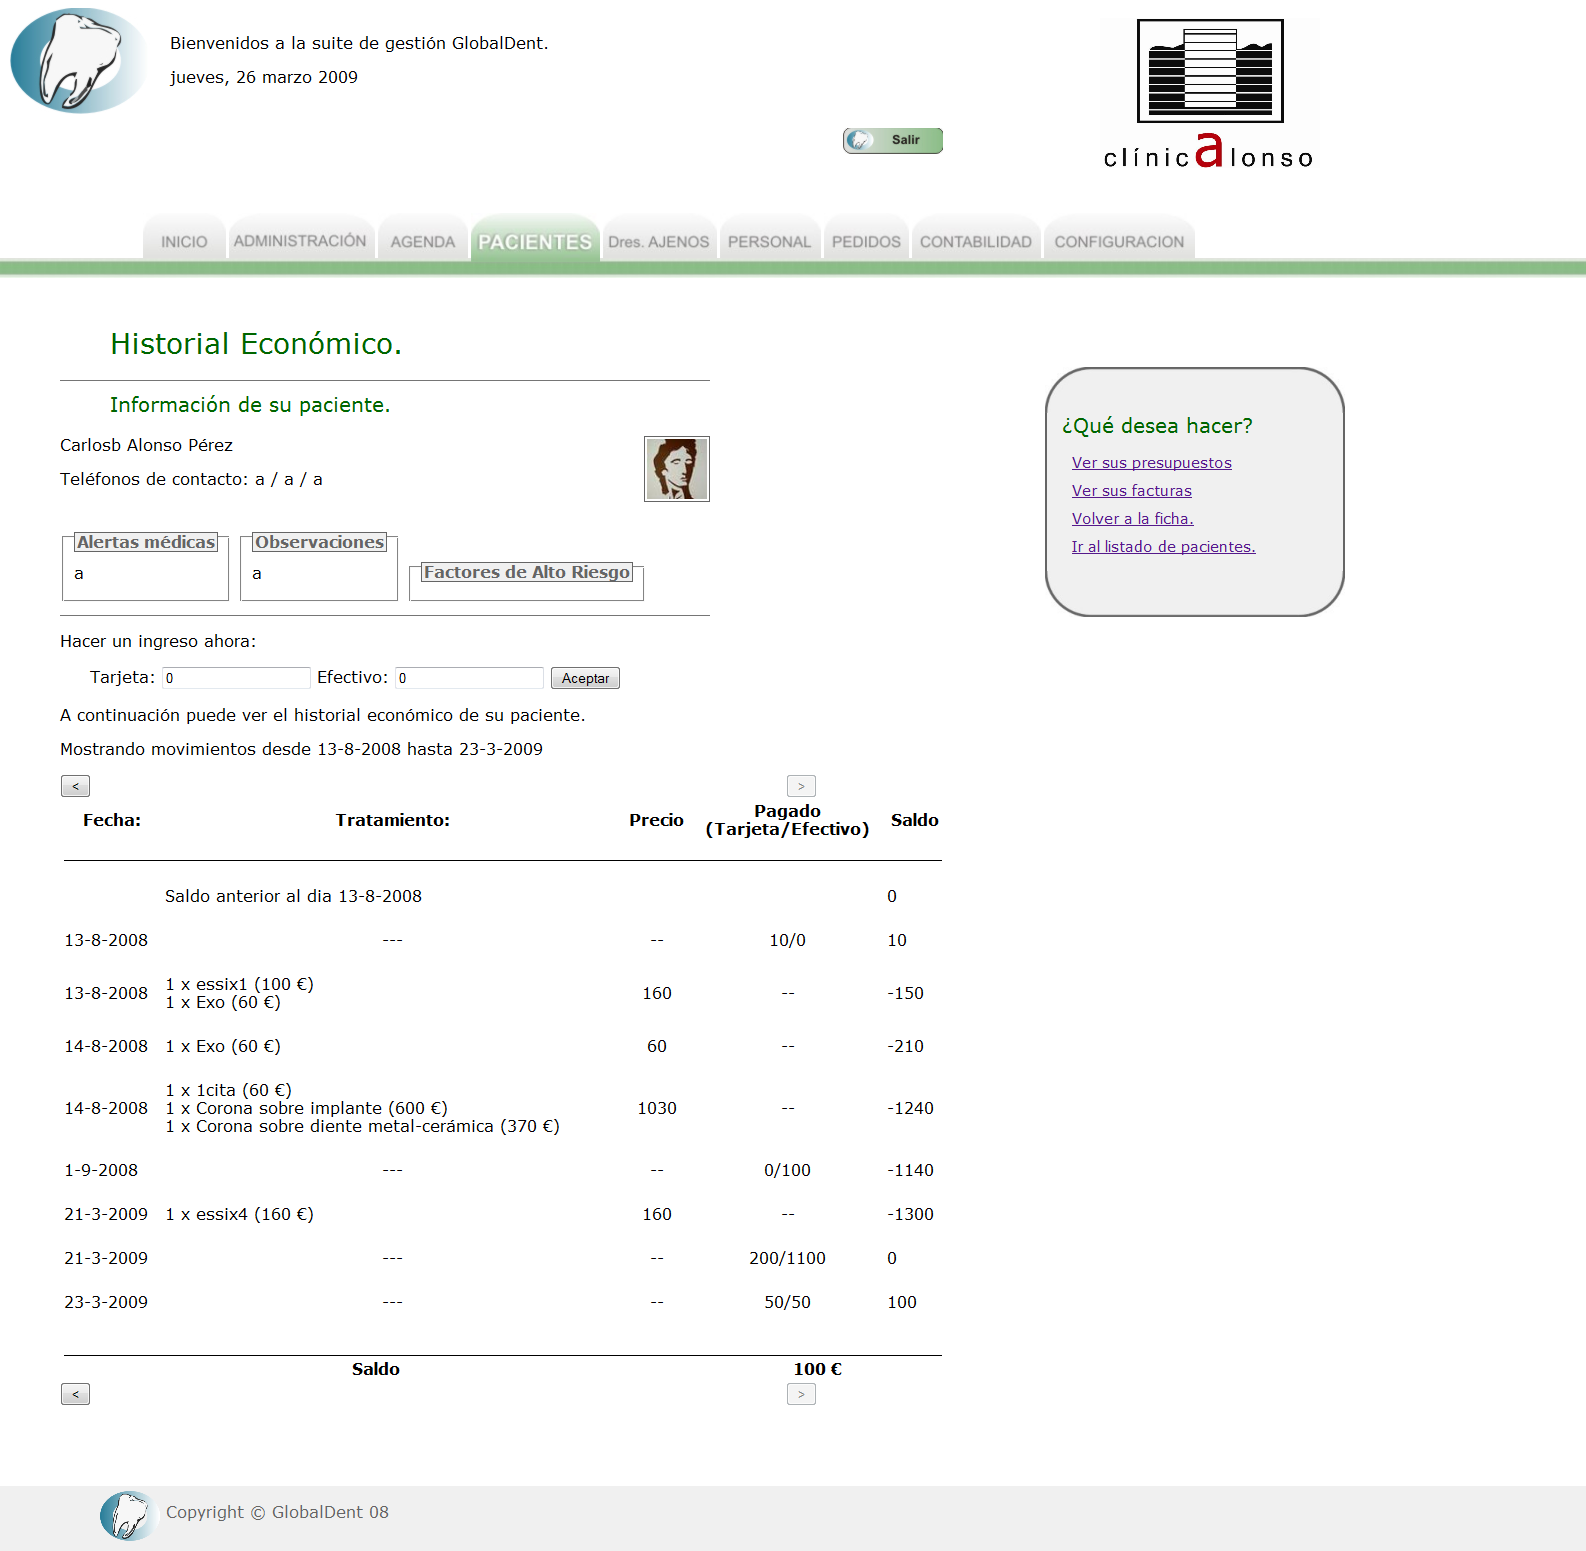 Bienvenidos a la suite de gestión GlobalDent.
jueves, 26 marzo 2009
Salir
clínicAlonso
INICIO ADMINISTRACIÓN AGENDA PACIENTES Dres. AJENOS PERSONAL PEDIDOS CONTABILIDAD CONFIGURACION
Historial Económico.
Información de su paciente.
Carlosb Alonso Pérez
Teléfonos de contacto: a / a / a
Alertas médicas
a
Observaciones
a
Factores de Alto Riesgo
¿Qué desea hacer?
Ver sus presupuestos
Ver sus facturas
Volver a la ficha.
Ir al listado de pacientes.
Hacer un ingreso ahora:
Tarjeta: 0 Efectivo: 0 Aceptar
A continuación puede ver el historial económico de su paciente.
Mostrando movimientos desde 13-8-2008 hasta 23-3-2009
< >
Fecha: Tratamiento: Precio Pagado (Tarjeta/Efectivo) Saldo
Saldo anterior al dia 13-8-2008 0
13-8-2008 --- -- 10/0 10
13-8-2008 1 x essix1 (100 €)
1 x Exo (60 €) 160 -- -150
14-8-2008 1 x Exo (60 €) 60 -- -210
14-8-2008 1 x 1cita (60 €)
1 x Corona sobre implante (600 €)
1 x Corona sobre diente metal-cerámica (370 €) 1030 -- -1240
1-9-2008 --- -- 0/100 -1140
21-3-2009 1 x essix4 (160 €) 160 -- -1300
21-3-2009 --- -- 200/1100 0
23-3-2009 --- -- 50/50 100
Saldo 100 €
< >
Copyright © GlobalDent 08